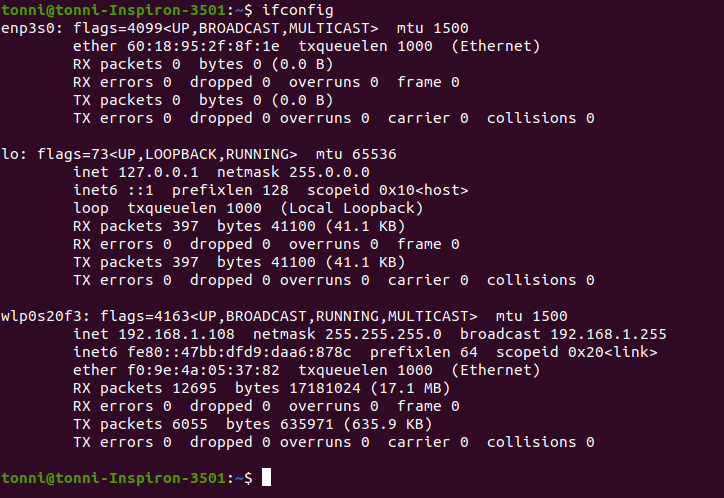 tonni@tonni-Inspiron-3501:~$ ifconfig
enp3s0: flags=4099<UP,BROADCAST,MULTICAST>  mtu 1500
        ether 60:18:95:2f:8f:1e  txqueuelen 1000  (Ethernet)
        RX packets 0  bytes 0 (0.0 B)
        RX errors 0  dropped 0  overruns 0  frame 0
        TX packets 0  bytes 0 (0.0 B)
        TX errors 0  dropped 0 overruns 0  carrier 0  collisions 0

lo: flags=73<UP,LOOPBACK,RUNNING>  mtu 65536
        inet 127.0.0.1  netmask 255.0.0.0
        inet6 ::1  prefixlen 128  scopeid 0x10<host>
        loop  txqueuelen 1000  (Local Loopback)
        RX packets 397  bytes 41100 (41.1 KB)
        RX errors 0  dropped 0  overruns 0  frame 0
        TX packets 397  bytes 41100 (41.1 KB)
        TX errors 0  dropped 0 overruns 0  carrier 0  collisions 0

wlp0s20f3: flags=4163<UP,BROADCAST,RUNNING,MULTICAST>  mtu 1500
        inet 192.168.1.108  netmask 255.255.255.0  broadcast 192.168.1.255
        inet6 fe80::47bb:dfd9:daa6:878c  prefixlen 64  scopeid 0x20<link>
        ether f0:9e:4a:05:37:82  txqueuelen 1000  (Ethernet)
        RX packets 12695  bytes 17181024 (17.1 MB)
        RX errors 0  dropped 0  overruns 0  frame 0
        TX packets 6055  bytes 635971 (635.9 KB)
        TX errors 0  dropped 0 overruns 0  carrier 0  collisions 0

tonni@tonni-Inspiron-3501:~$